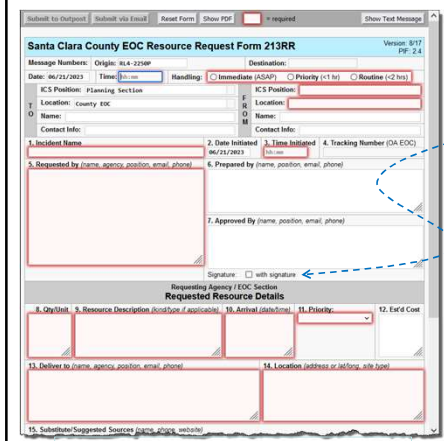 Submit to Outpost Submit via Email Reset Form Show PDF * = required Show Text Message
Santa Clara County EOC Resource Request Form 213RR Version: 8/17
PIF: 2.4
Message Numbers: Origin: RL4-2250P Destination:
Date: 06/21/2023 Time: hh:mm Handling: Immediate (ASAP) Priority (<1 hr) Routine (<2 hrs)
TO
ICS Position: Planning Section
Location: County EOC
Name:
Contact Info:
FROM
ICS Position:
Location:
Name:
Contact Info:
1. Incident Name 2. Date Initiated 3. Time Initiated 4. Tracking Number (OA EOC)
06/21/2023 hh:mm
5. Requested by (name, agency, position, email, phone) 6. Prepared by (name, position, email, phone)
7. Approved By (name, position, email, phone)
Signature: with signature
Requesting Agency / EOC Section
Requested Resource Details
8. Qty/Unit 9. Resource Description (kind/type if applicable) 10. Arrival (date/time) 11. Priority: 12. Est'd Cost
13. Deliver to (name, agency, position, email, phone) 14. Location (address or lat/long, site type)
15. Substitute/Suggested Sources (name, phone, website)